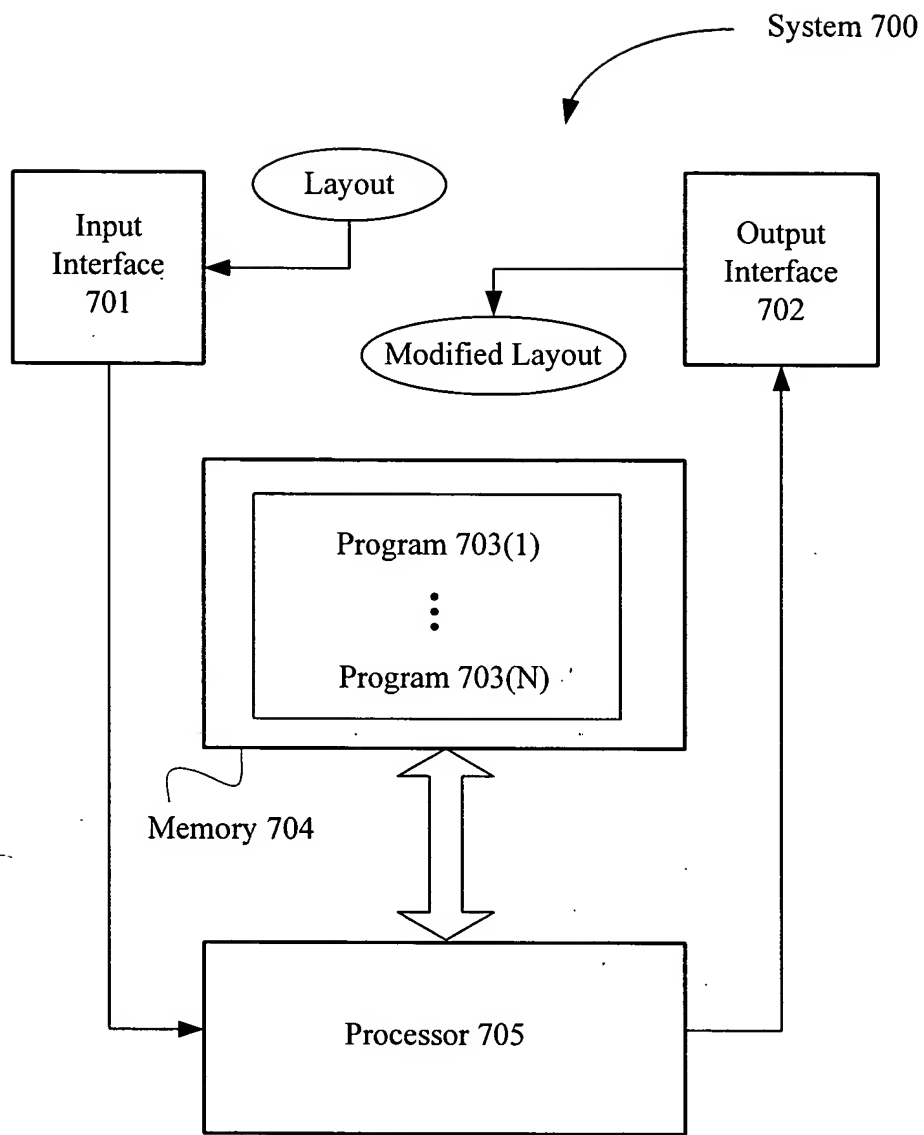 System 700
Layout
Input
Interface
701
Output
Interface
702
Modified Layout
Program 703(1)
Program 703(N)
Memory 704
Processor 705